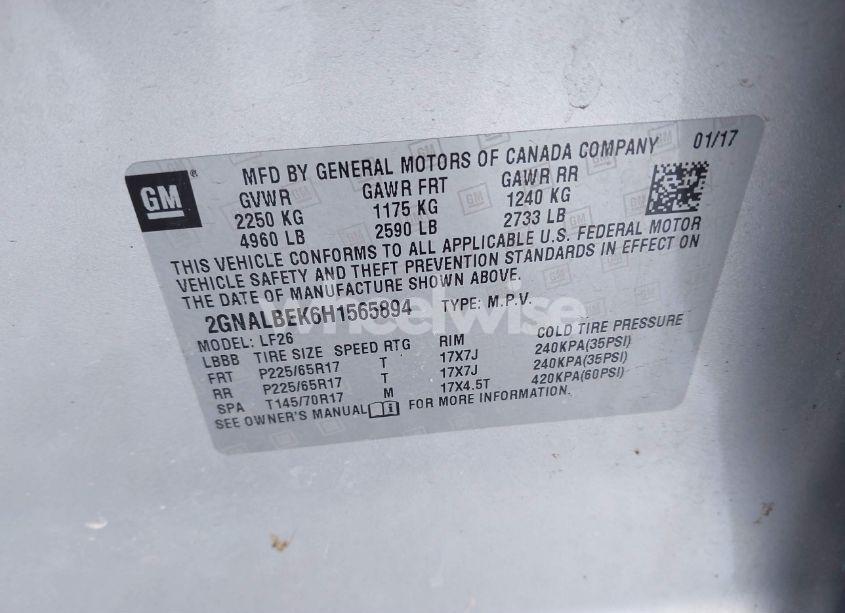 MFD BY GENERAL MOTORS OF CANADA COMPANY 01/17
GM
GVWR GAWR FRT GAWR RR
2250 KG 1175 KG 1240 KG
4960 LB 2590 LB 2733 LB
THIS VEHICLE CONFORMS TO ALL APPLICABLE U.S. FEDERAL MOTOR
VEHICLE SAFETY AND THEFT PREVENTION STANDARDS IN EFFECT ON
THE DATE OF MANUFACTURE SHOWN ABOVE.
2GNALBEK6H1565894 TYPE: M.P.V.
MODEL: LF26
LBBB TIRE SIZE SPEED RTG RIM COLD TIRE PRESSURE
FRT P225/65R17 T 17X7J 240KPA(35PSI)
RR P225/65R17 T 17X7J 240KPA(35PSI)
SPA T145/70R17 M 17X4.5T 420KPA(60PSI)
SEE OWNER'S MANUAL FOR MORE INFORMATION.
wheelwise